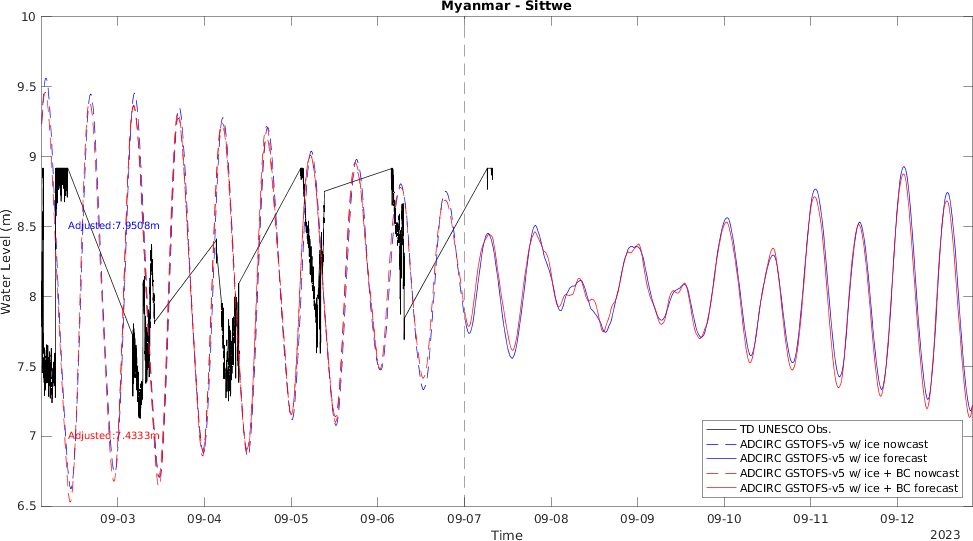 Myanmar - Sittwe
10
9.5
9
8.5
8
7.5
7
6.5
Water Level (m)
Adjusted:7.9508m
Adjusted:7.4333m
TD UNESCO Obs.
ADCIRC GSTOFS-v5 w/ ice nowcast
ADCIRC GSTOFS-v5 w/ ice forecast
ADCIRC GSTOFS-v5 w/ ice + BC nowcast
ADCIRC GSTOFS-v5 w/ ice + BC forecast
09-03 09-04 09-05 09-06 09-07 09-08 09-09 09-10 09-11 09-12
Time
2023